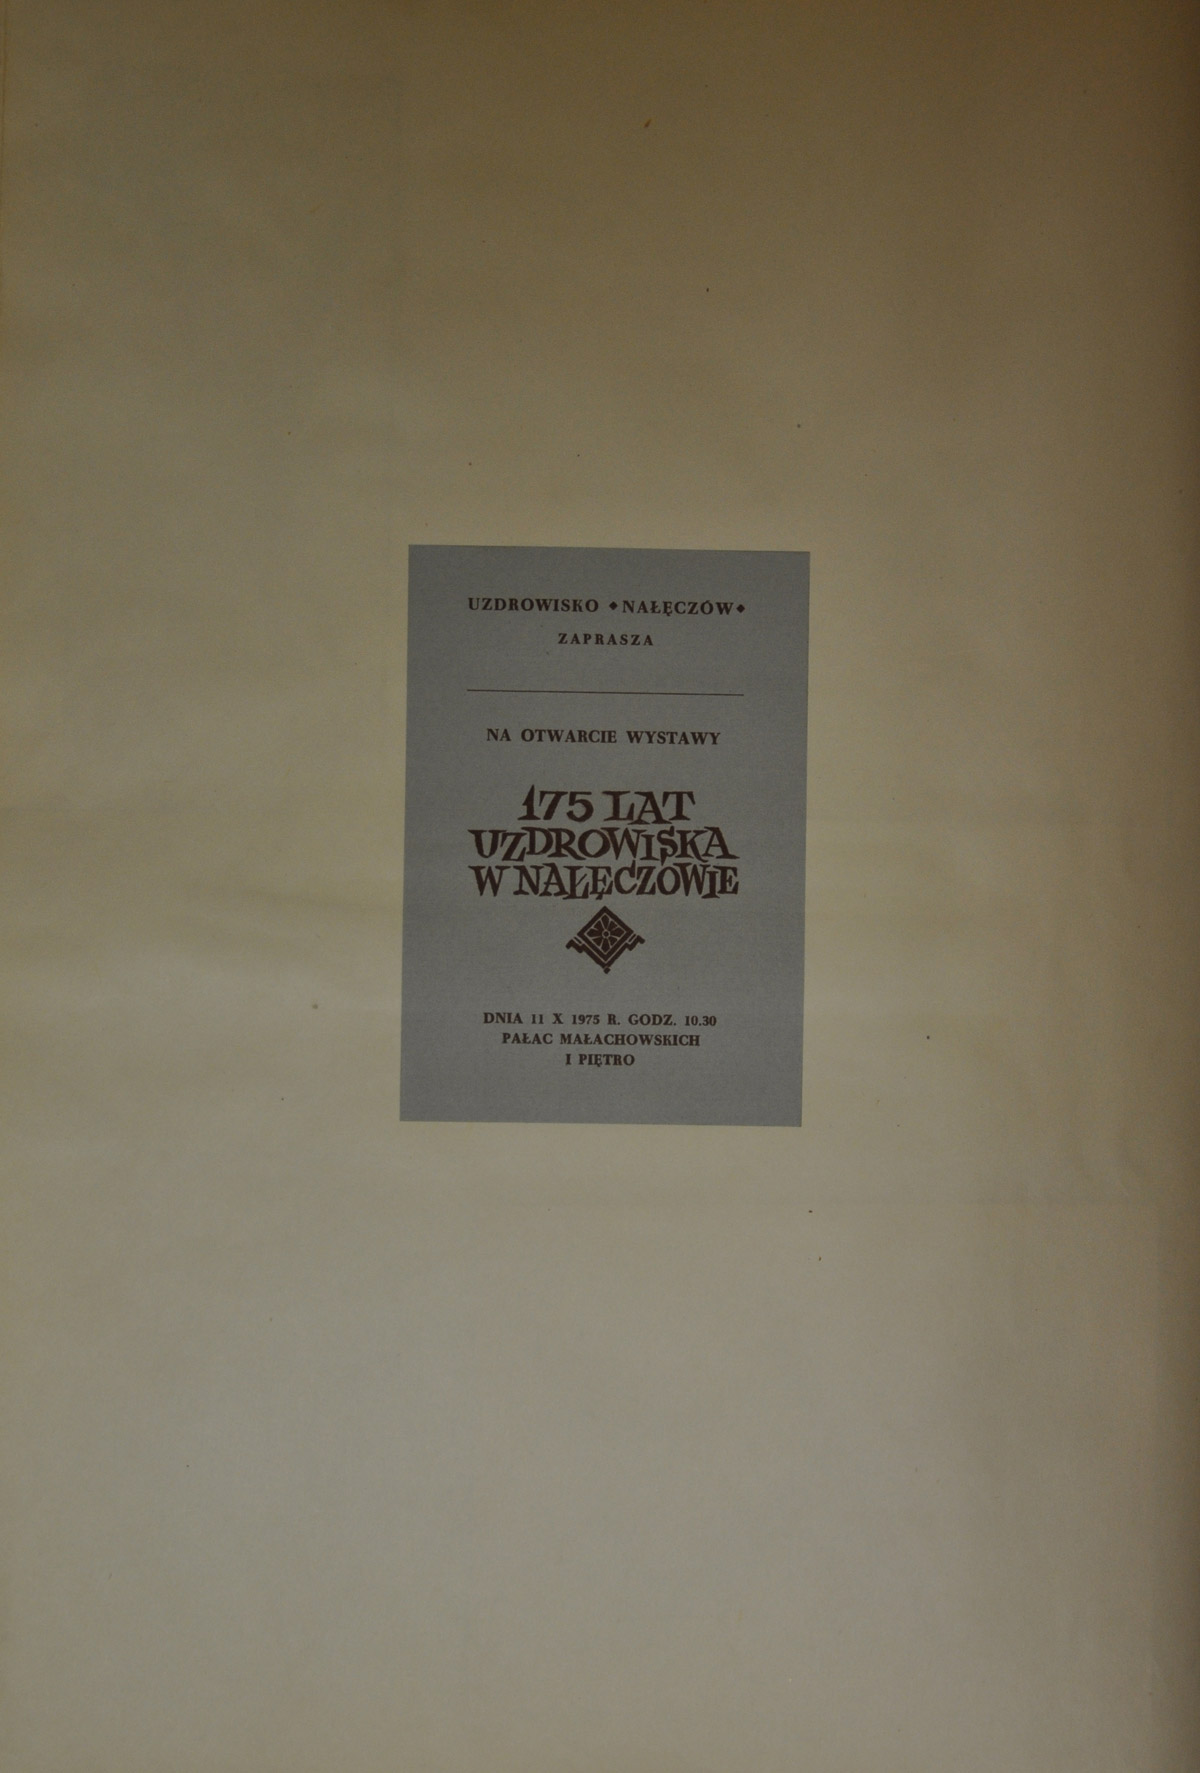 UZDROWISKO ◆NAŁĘCZÓW◆
ZAPRASZA
NA OTWARCIE WYSTAWY
175 LAT
UZDROWISKA
W NAŁĘCZOWIE
DNIA 11 X 1975 R. GODZ. 10.30
PAŁAC MAŁACHOWSKICH
I PIĘTRO